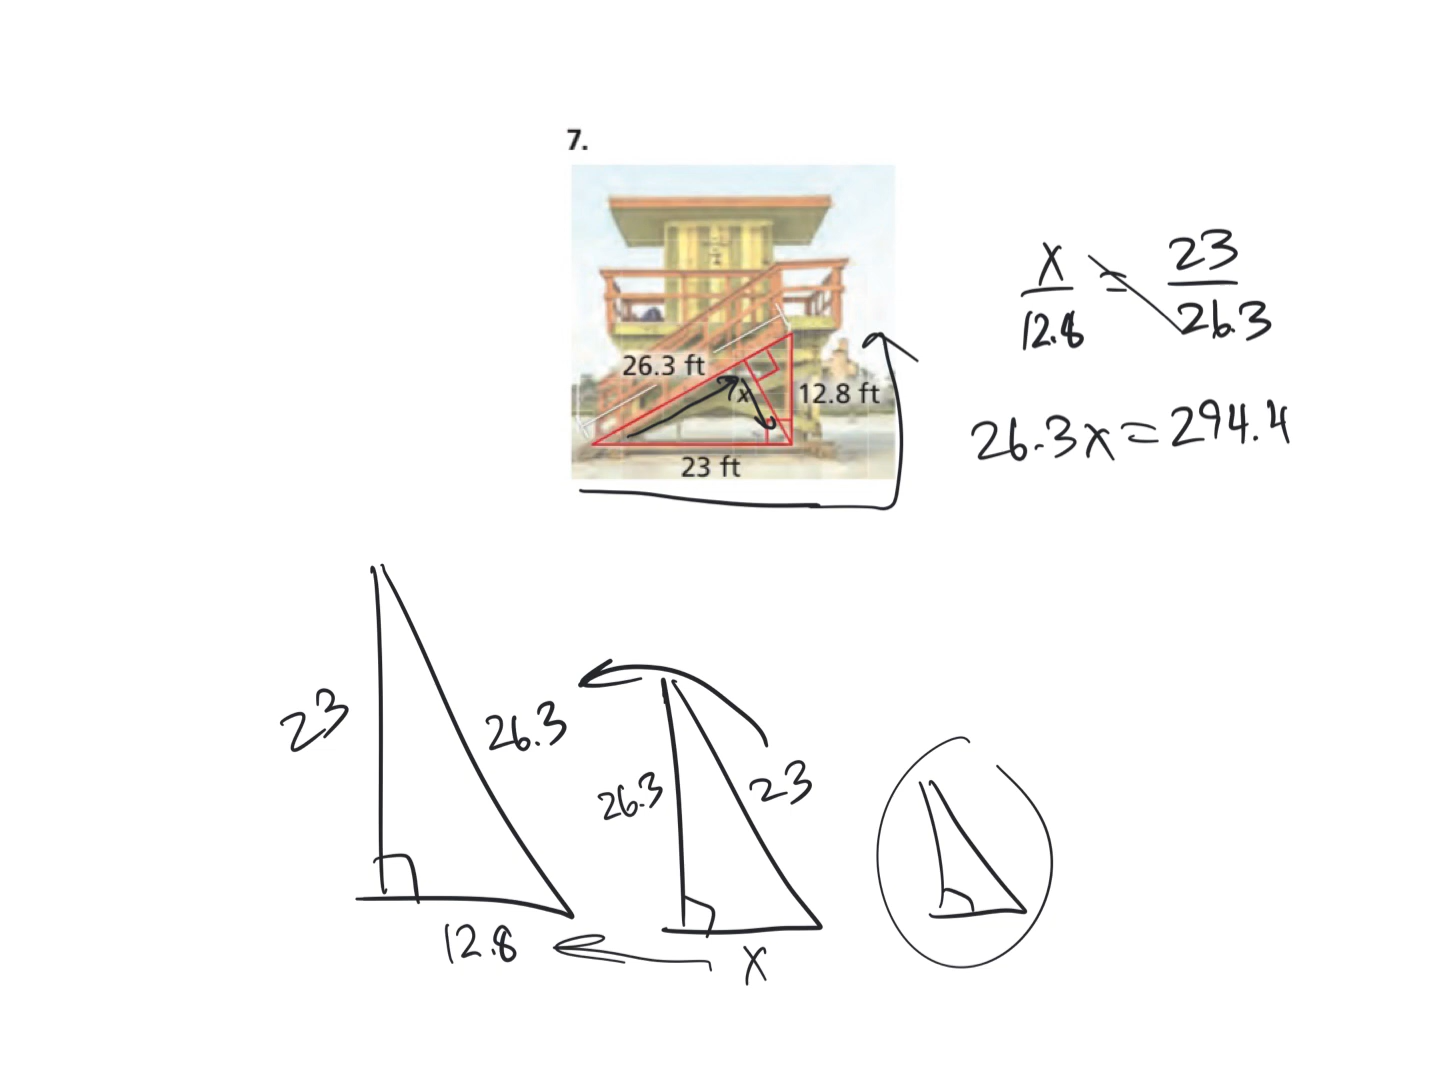 7.
26.3 ft
x
12.8 ft
23 ft
x/12.8 = 23/26.3
26.3x = 294.4
23
26.3
12.8
26.3
23
x